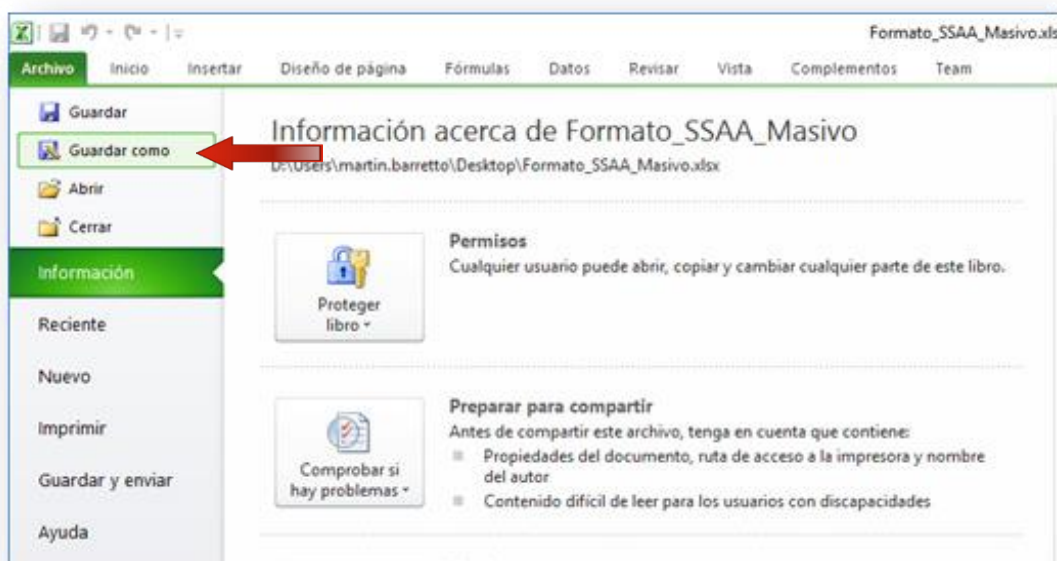 Formato_SSAA_Masivo.xls
Archivo Inicio Insertar Diseño de página Fórmulas Datos Revisar Vista Complementos Team
Guardar
Guardar como
Abrir
Cerrar
Información
Reciente
Nuevo
Imprimir
Guardar y enviar
Ayuda
Información acerca de Formato_SSAA_Masivo
D:\Users\martin.barretto\Desktop\Formato_SSAA_Masivo.xlsx
Proteger
libro
Permisos
Cualquier usuario puede abrir, copiar y cambiar cualquier parte de este libro.
Comprobar si
hay problemas
Preparar para compartir
Antes de compartir este archivo, tenga en cuenta que contiene:
Propiedades del documento, ruta de acceso a la impresora y nombre
del autor
Contenido difícil de leer para los usuarios con discapacidades